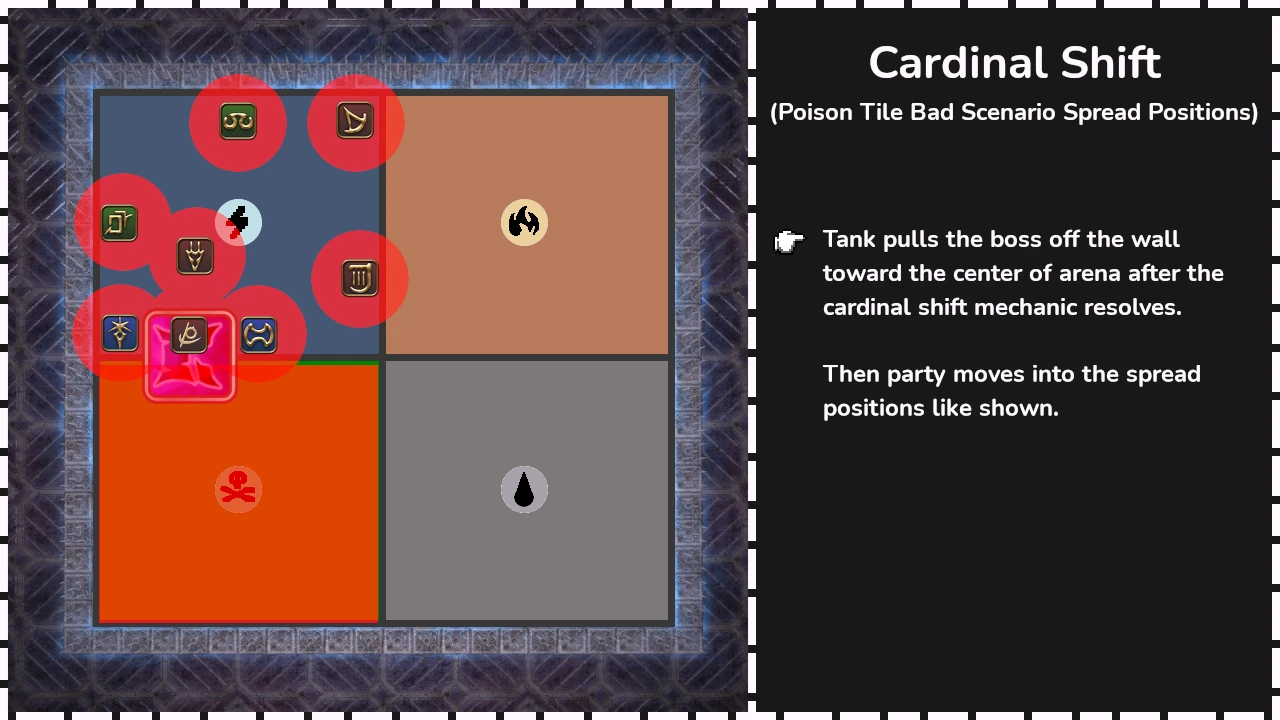 Cardinal Shift
(Poison Tile Bad Scenario Spread Positions)
Tank pulls the boss off the wall
toward the center of arena after the
cardinal shift mechanic resolves.
Then party moves into the spread
positions like shown.